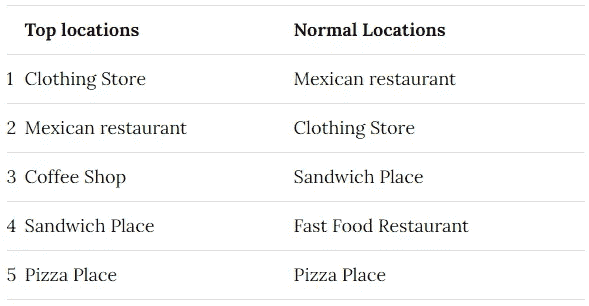 Top locations Normal Locations
1 Clothing Store Mexican restaurant
2 Mexican restaurant Clothing Store
3 Coffee Shop Sandwich Place
4 Sandwich Place Fast Food Restaurant
5 Pizza Place Pizza Place